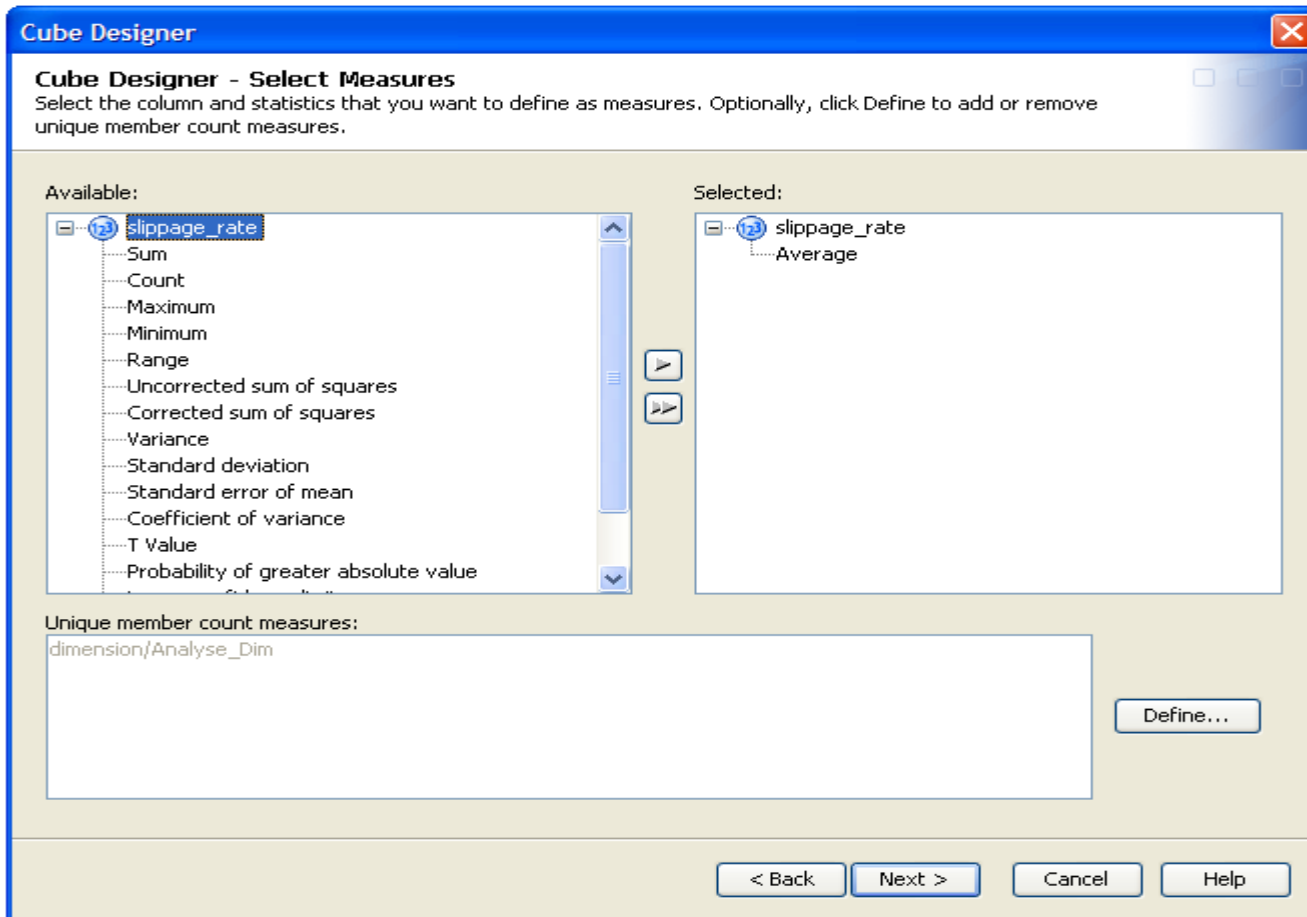 Cube Designer
Cube Designer - Select Measures
Select the column and statistics that you want to define as measures. Optionally, click Define to add or remove
unique member count measures.
Available:
123 slippage_rate
Sum
Count
Maximum
Minimum
Range
Uncorrected sum of squares
Corrected sum of squares
Variance
Standard deviation
Standard error of mean
Coefficient of variance
T Value
Probability of greater absolute value
Selected:
123 slippage_rate
Average
Unique member count measures:
dimension/Analyse_Dim
Define...
< Back
Next >
Cancel
Help